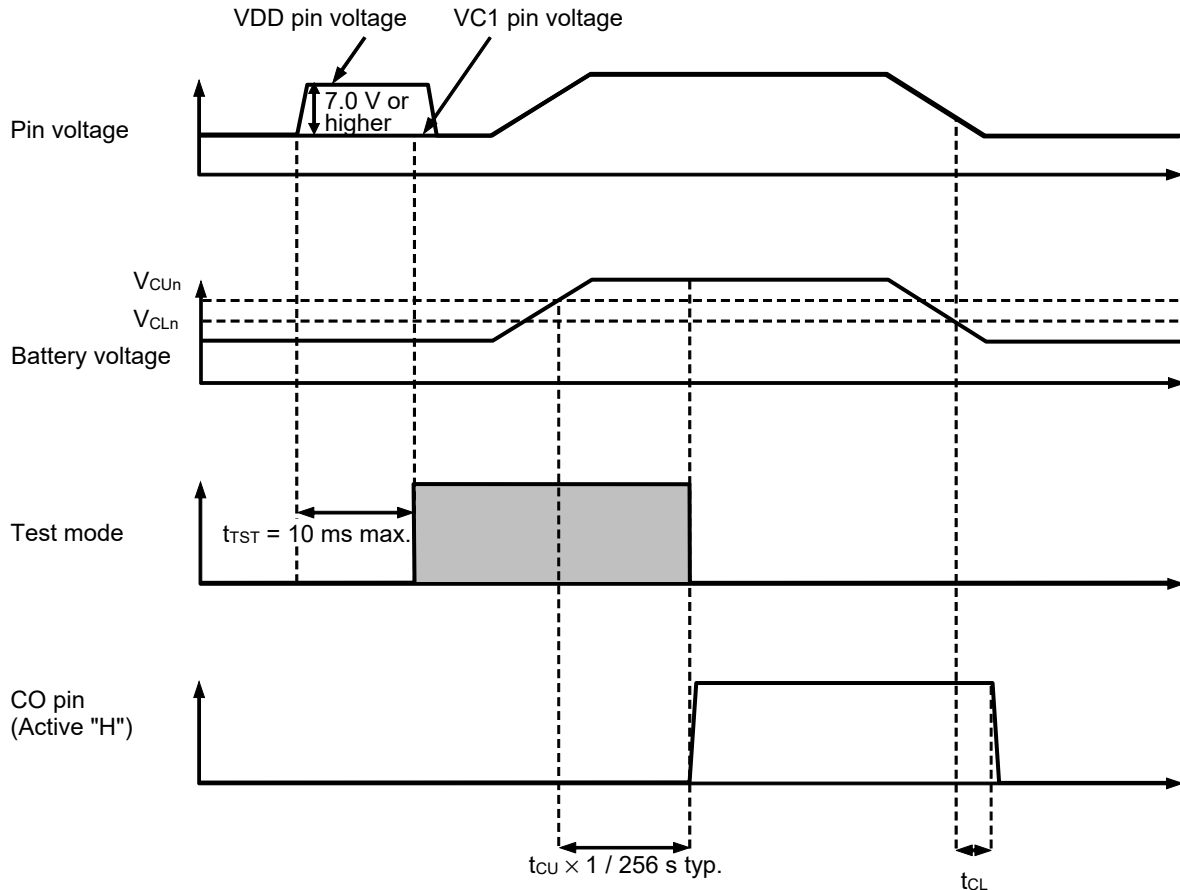 VDD pin voltage
VC1 pin voltage
Pin voltage
7.0 V or
higher
VCUn
VCLn
Battery voltage
Test mode
tTST = 10 ms max.
CO pin
(Active "H")
tCU × 1 / 256 s typ.
tCL